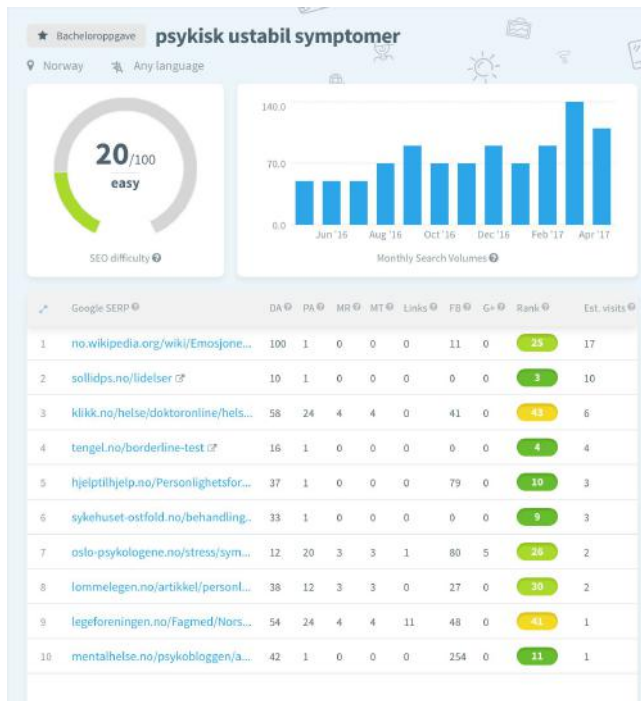 ★ Bacheloroppgave psykisk ustabil symptomer
Norway Any language
20/100
easy
SEO difficulty
140.0
70.0
0.0
Jun '16 Aug '16 Oct '16 Dec '16 Feb '17 Apr '17
Monthly Search Volumes
Google SERP DA PA MR MT Links FB G+ Rank Est. visits
1 no.wikipedia.org/wiki/Emosjone... 100 1 0 0 0 11 0 25 17
2 sollidps.no/lidelser 10 1 0 0 0 0 0 3 10
3 klikk.no/helse/doktoronline/hels... 58 24 4 4 0 41 0 43 6
4 tengel.no/borderline-test 16 1 0 0 0 0 0 4 4
5 hjelptilhjelp.no/Personlighetsfor... 37 1 0 0 0 79 0 10 3
6 sykehuset-ostfold.no/behandling... 33 1 0 0 0 0 0 9 3
7 oslo-psykologene.no/stress/sym... 12 20 3 3 1 80 5 26 2
8 lommelegen.no/artikkel/personl... 38 12 3 3 0 27 0 30 2
9 legeforeningen.no/Fagmed/Nors... 54 24 4 4 11 48 0 41 1
10 mentalhelse.no/psykobloggen/a... 42 1 0 0 0 254 0 11 1